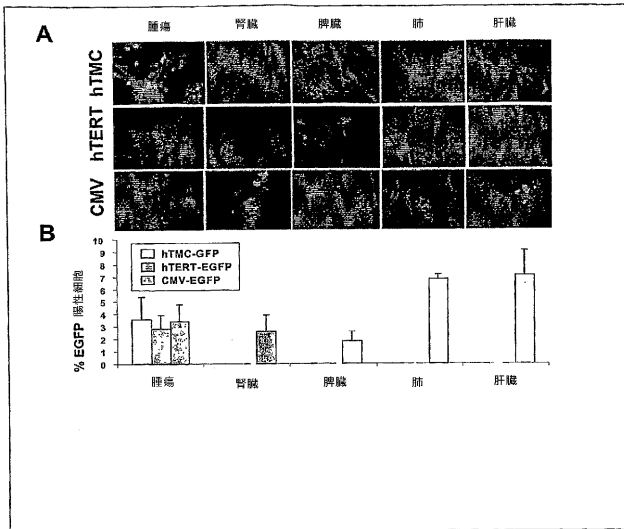 A
腫瘍 腎臓 脾臓 肺 肝臓
hTMC
hTERT
CMV
B
% EGFP 陽性細胞
10
9
8
7
6
5
4
3
2
1
0
hTMC-GFP
hTERT-EGFP
CMV-EGFP
腫瘍 腎臓 脾臓 肺 肝臓